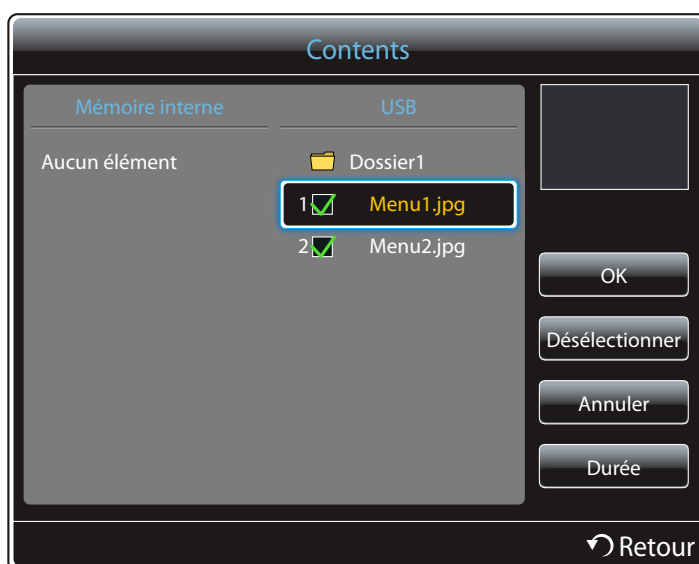 Contents
Mémoire interne
USB
Aucun élément
Dossier1
1 Menu1.jpg
2 Menu2.jpg
OK
Désélectionner
Annuler
Durée
Retour